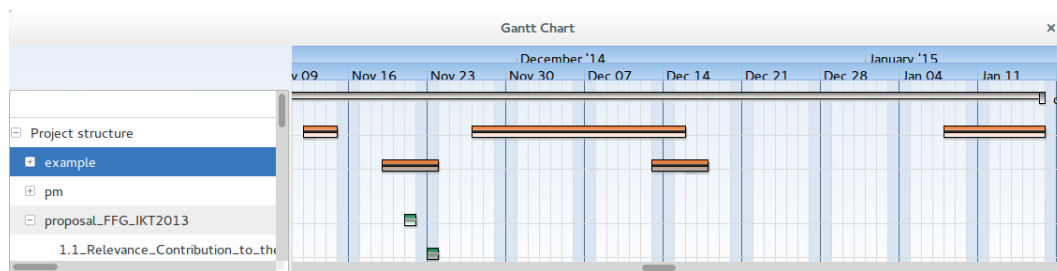 Gantt Chart ×
December '14 January '15
v 09 Nov 16 Nov 23 Nov 30 Dec 07 Dec 14 Dec 21 Dec 28 Jan 04 Jan 11
Project structure
example
pm
proposal_FFG_IKT2013
1.1_Relevance_Contribution_to_the